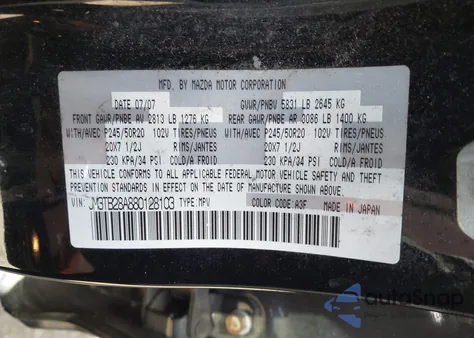 MFD. BY MAZDA MOTOR CORPORATION
DATE 07/07 GVWR/PNBV 5831 LB 2645 KG
FRONT GAWR/PNBE AV 2813 LB 1276 KG REAR GAWR/PNBE AR 3086 LB 1400 KG
WITH/AVEC P245/50R20 102V TIRES/PNEUS WITH/AVEC P245/50R20 102V TIRES/PNEUS
20X7 1/2J RIMS/JANTES 20X7 1/2J RIMS/JANTES
230 KPA/34 PSI COLD/A FROID 230 KPA/34 PSI COLD/A FROID
THIS VEHICLE CONFORMS TO ALL APPLICABLE FEDERAL MOTOR VEHICLE SAFETY AND
THEFT PREVENTION STANDARDS IN EFFECT ON THE DATE OF MANUFACTURE SHOWN ABOVE.
VIN: JM3TB28A880128103 TYPE: MPV COLOR CODE: A3F MADE IN JAPAN
autoSnap